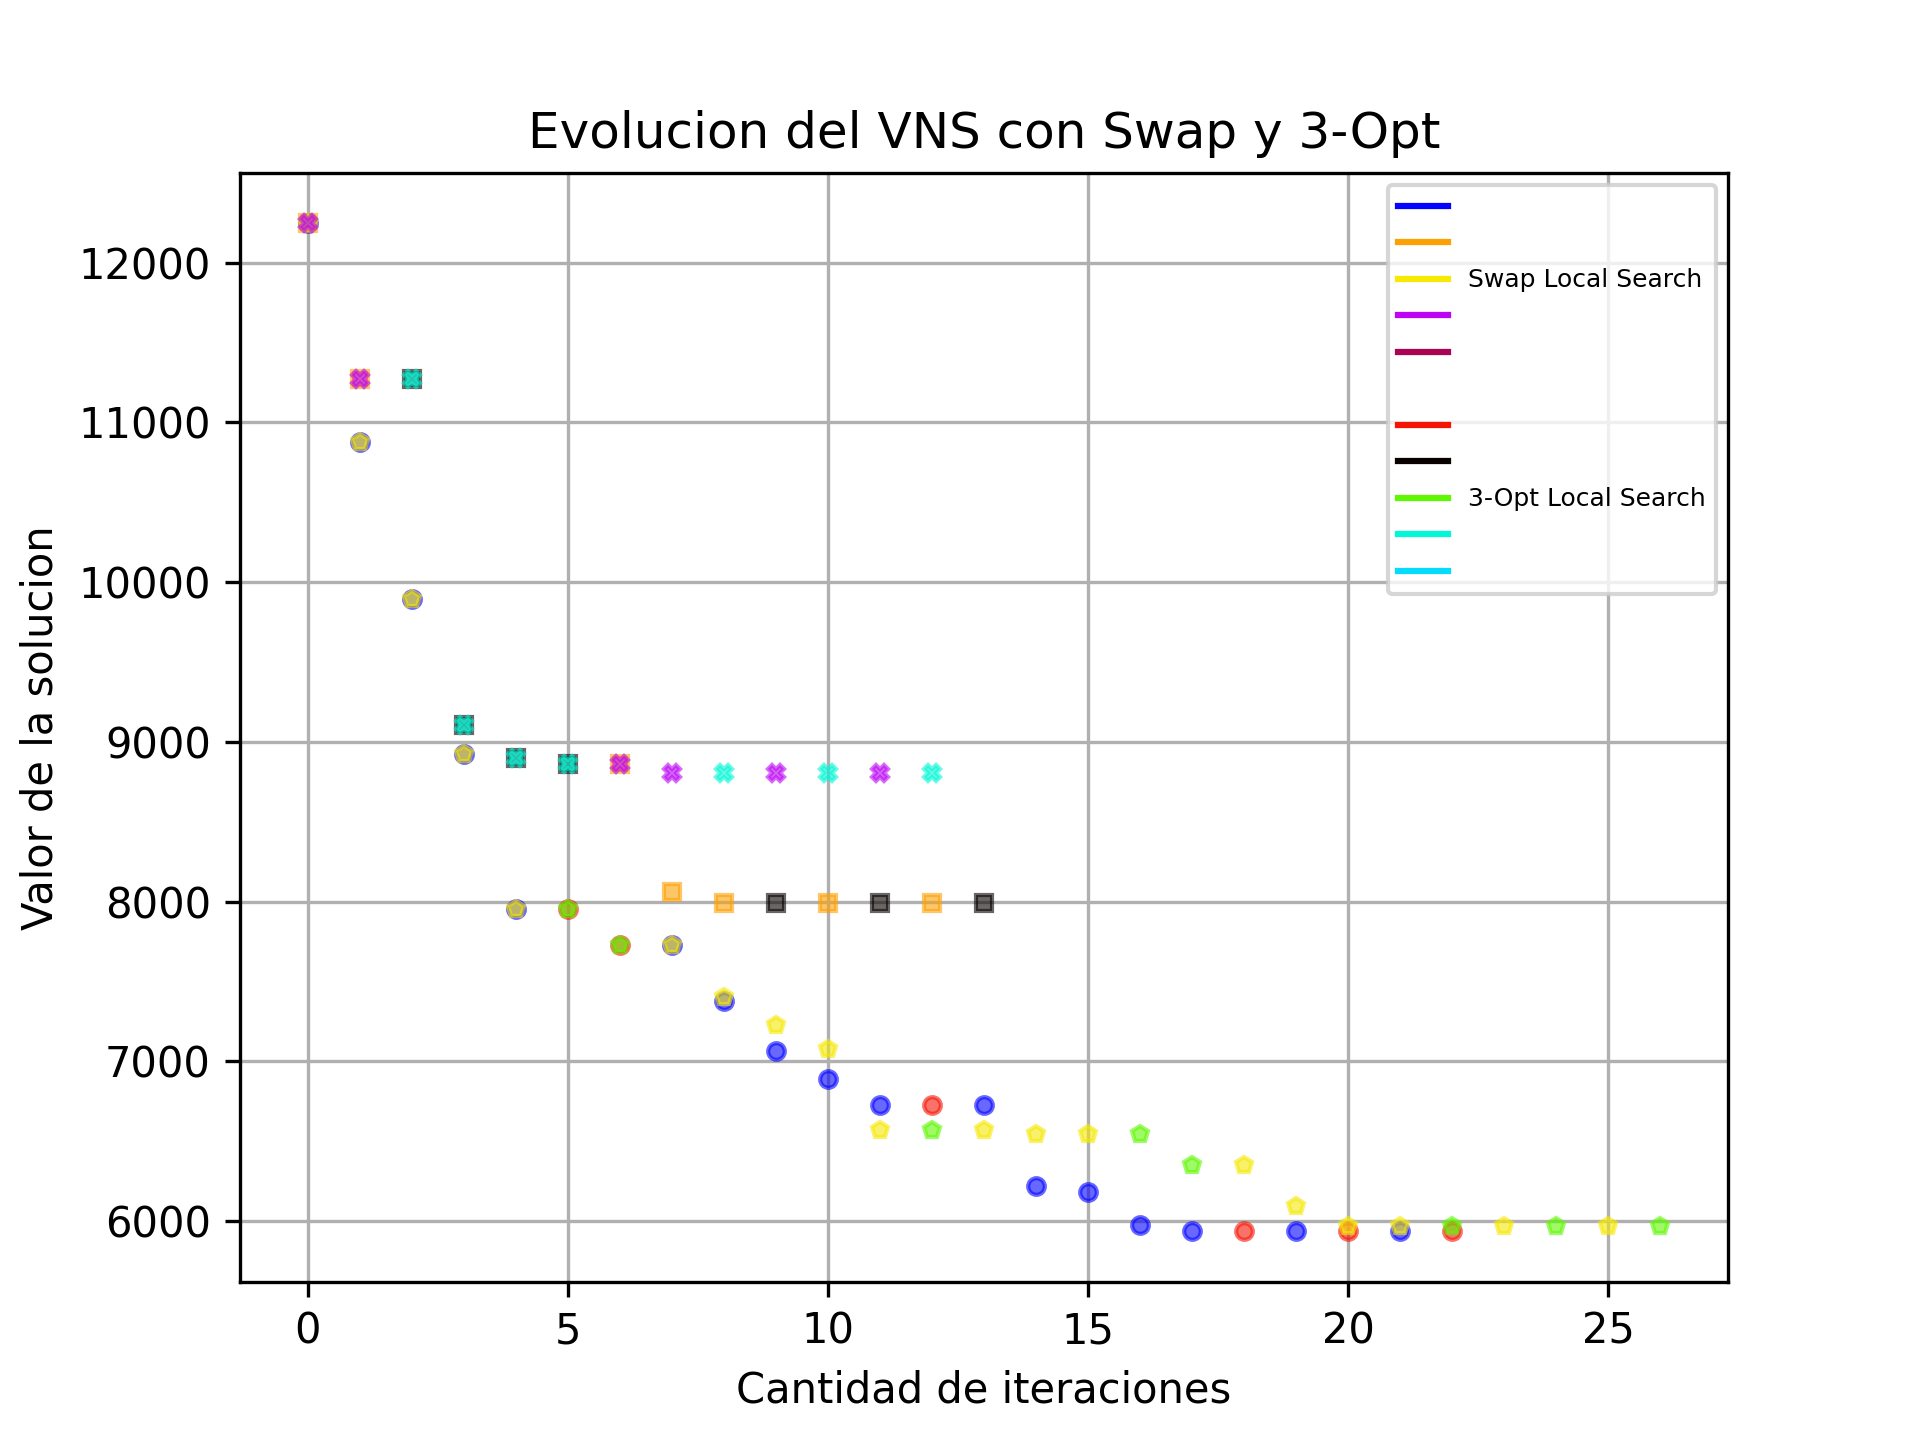 Evolucion del VNS con Swap y 3-Opt
Valor de la solucion
12000
11000
10000
9000
8000
7000
6000
Swap Local Search
3-Opt Local Search
0 5 10 15 20 25
Cantidad de iteraciones